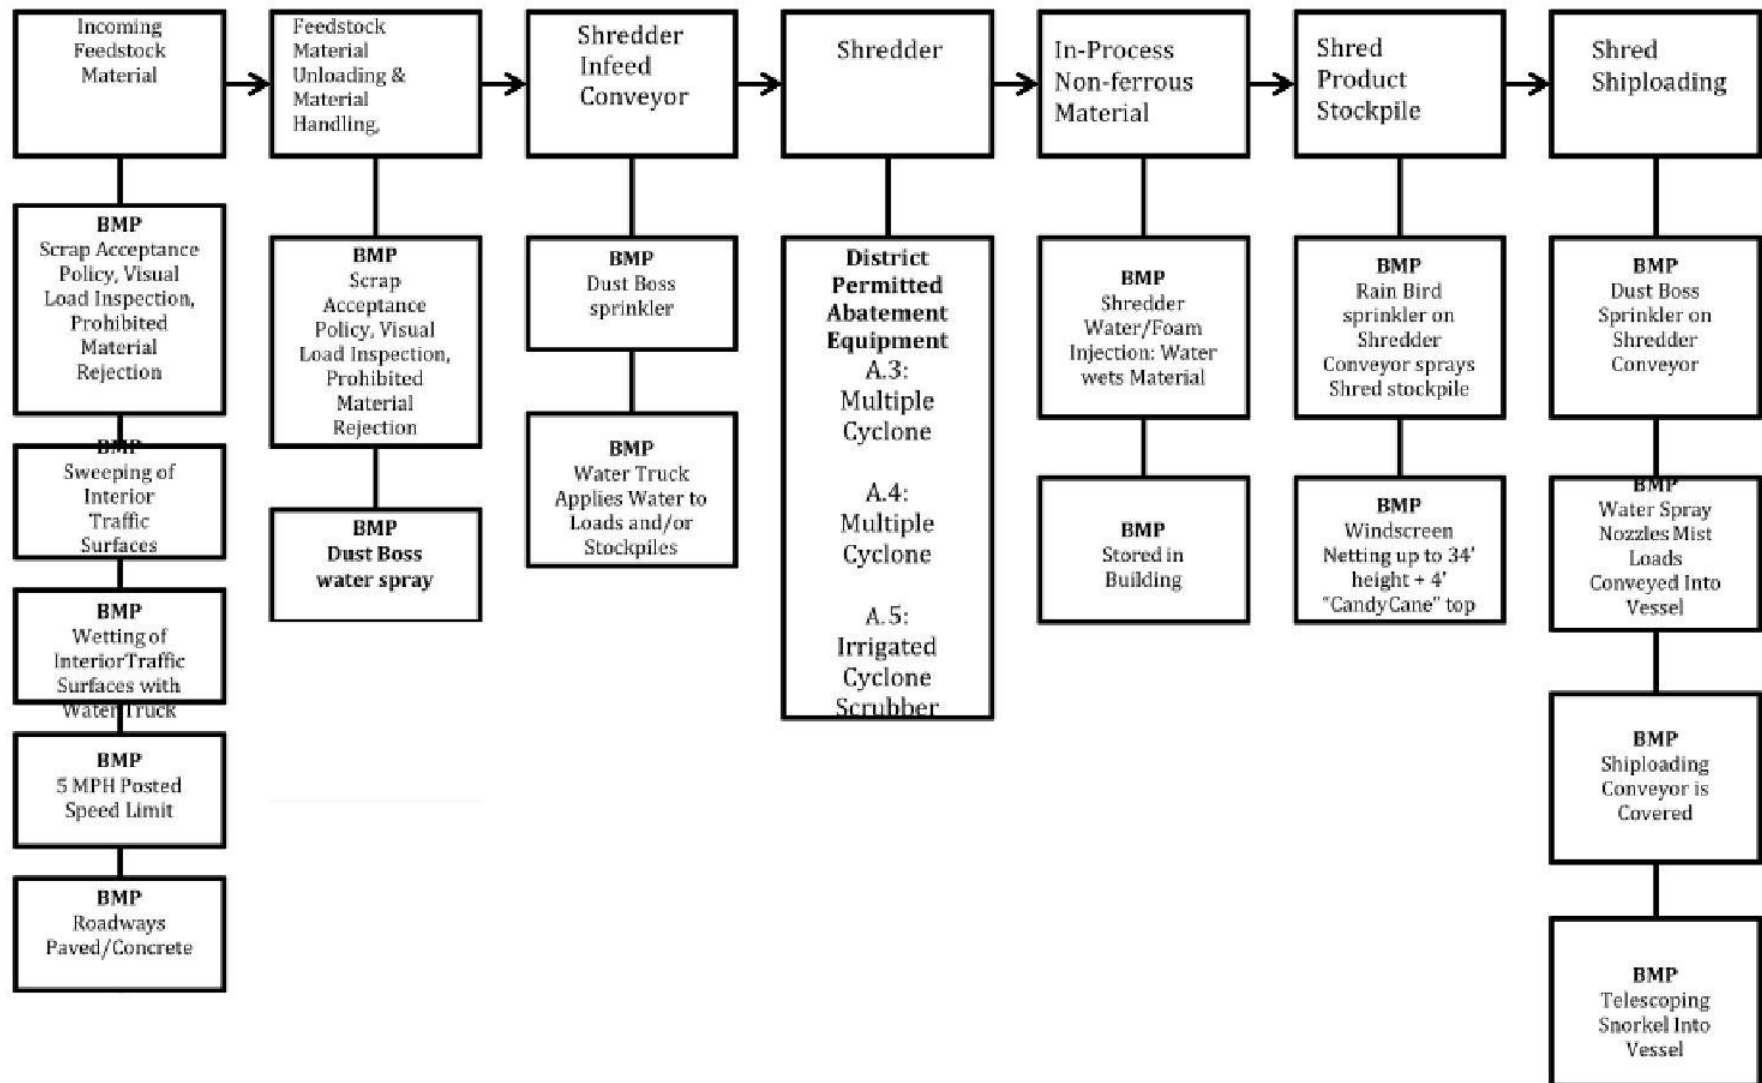 Incoming
Feedstock
Material
Feedstock
Material
Unloading &
Material
Handling,
Shredder
Infeed
Conveyor
Shredder
In-Process
Non-ferrous
Material
Shred
Product
Stockpile
Shred
Shiploading
BMP
Scrap Acceptance
Policy, Visual
Load Inspection,
Prohibited
Material
Rejection
BMP
Sweeping of
Interior
Traffic
Surfaces
BMP
Wetting of
InteriorTraffic
Surfaces with
Water Truck
BMP
5 MPH Posted
Speed Limit
BMP
Roadways
Paved/Concrete
BMP
Scrap
Acceptance
Policy, Visual
Load Inspection,
Prohibited
Material
Rejection
BMP
Dust Boss
water spray
BMP
Dust Boss
sprinkler
BMP
Water Truck
Applies Water to
Loads and/or
Stockpiles
District
Permitted
Abatement
Equipment
A.3:
Multiple
Cyclone
A.4:
Multiple
Cyclone
A.5:
Irrigated
Cyclone
Scrubber
BMP
Shredder
Water/Foam
Injection: Water
wets Material
BMP
Stored in
Building
BMP
Rain Bird
sprinkler on
Shredder
Conveyor sprays
Shred stockpile
BMP
Windscreen
Netting up to 34'
height + 4'
"CandyCane" top
BMP
Dust Boss
Sprinkler on
Shredder
Conveyor
BMP
Water Spray
Nozzles Mist
Loads
Conveyed Into
Vessel
BMP
Shiploading
Conveyor is
Covered
BMP
Telescoping
Snorkel Into
Vessel